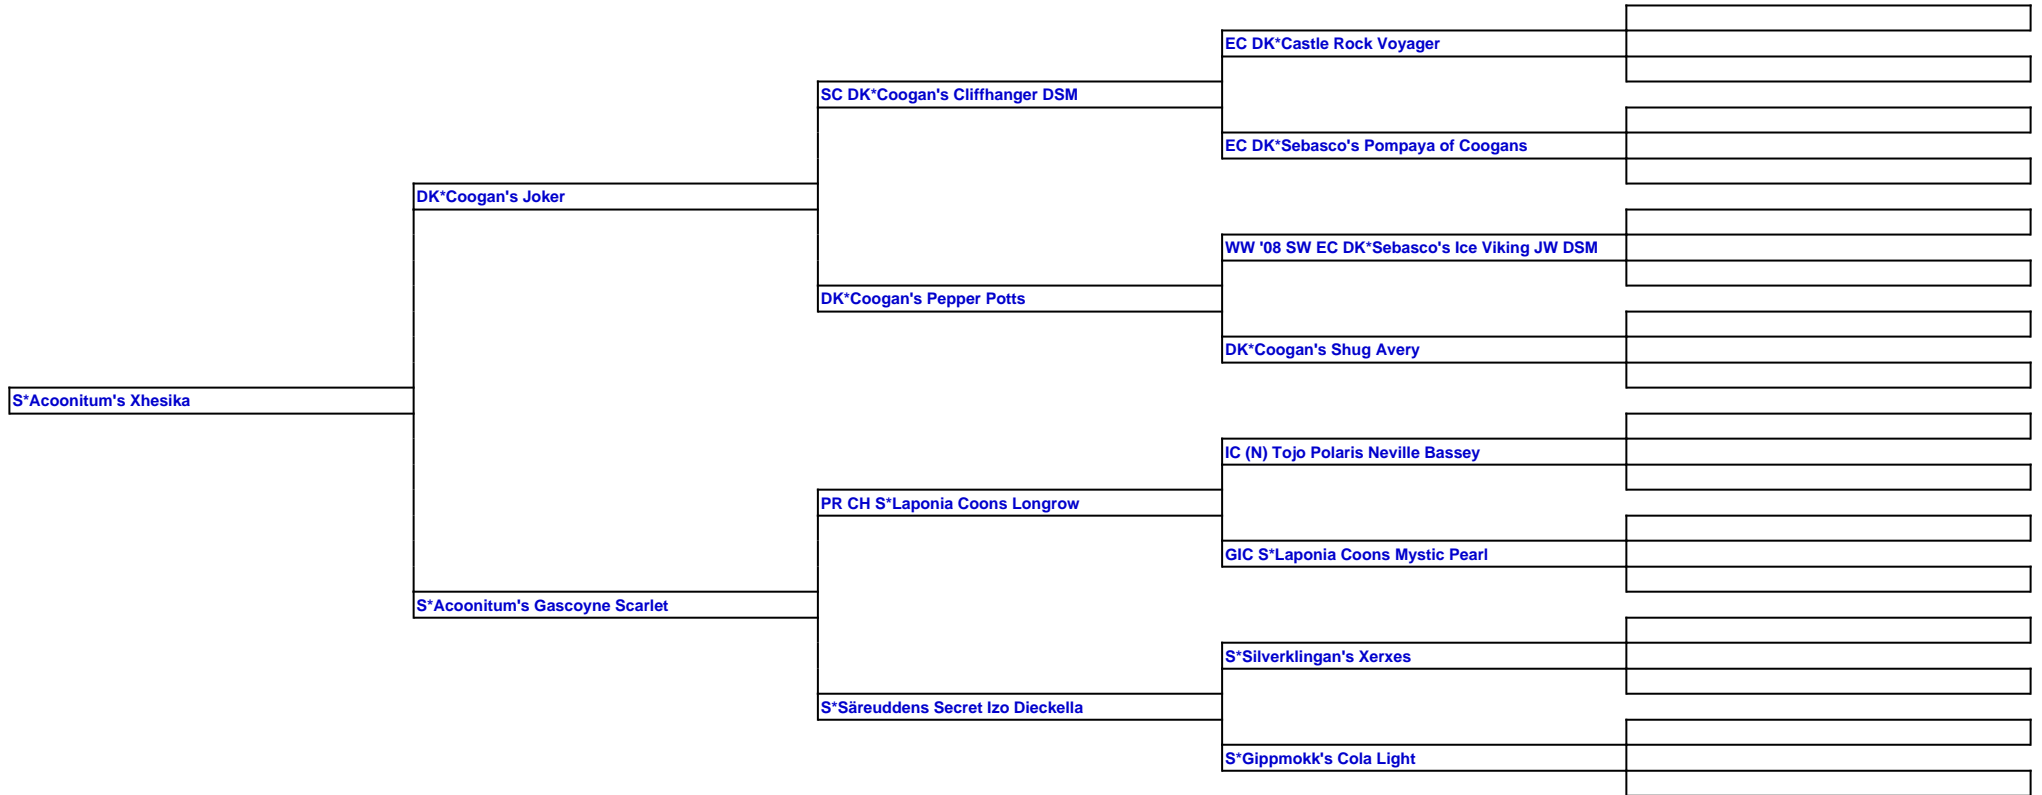 EC DK*Castle Rock Voyager
SC DK*Coogan's Cliffhanger DSM
EC DK*Sebasco's Pompaya of Coogans
DK*Coogan's Joker
WW '08 SW EC DK*Sebasco's Ice Viking JW DSM
DK*Coogan's Pepper Potts
DK*Coogan's Shug Avery
S*Acoonitum's Xhesika
IC (N) Tojo Polaris Neville Bassey
PR CH S*Laponia Coons Longrow
GIC S*Laponia Coons Mystic Pearl
S*Acoonitum's Gascoyne Scarlet
S*Silverklingan's Xerxes
S*Säreuddens Secret Izo Dieckella
S*Gippmokk's Cola Light